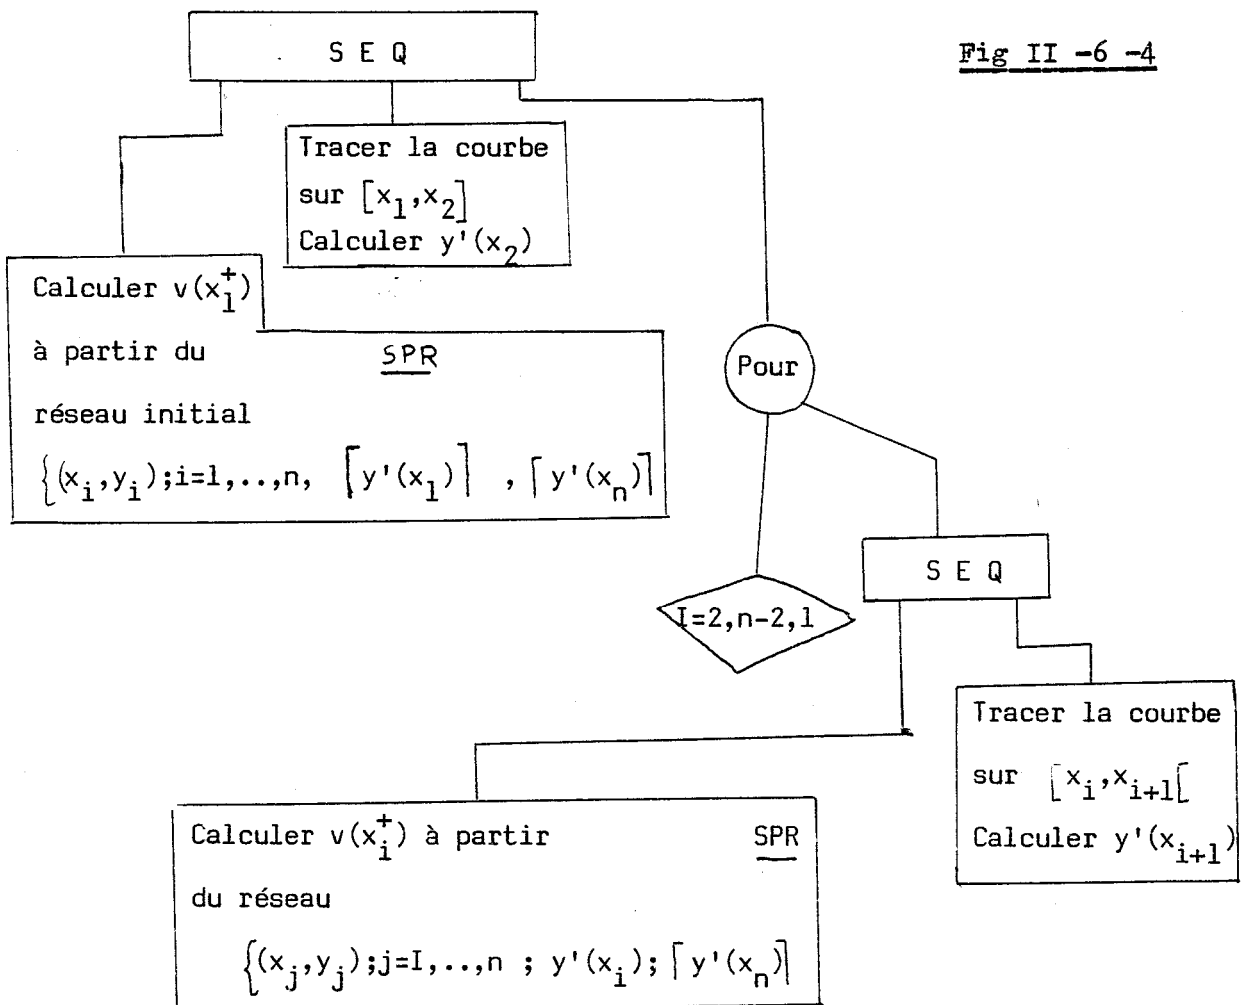 Fig II -6 -4
S E Q
Tracer la courbe
sur [x₁,x₂]
Calculer y'(x₂)
Calculer v(x₁⁺)
à partir du
SPR
réseau initial
{(xᵢ,yᵢ);i=1,..,n, ⌈y'(x₁)⌉ , ⌈y'(xₙ)⌉
Pour
I=2,n-2,1
S E Q
Tracer la courbe
sur [xᵢ,xᵢ₊₁[
Calculer y'(xᵢ₊₁)
Calculer v(xᵢ⁺) à partir SPR
du réseau
{(xⱼ,yⱼ);j=I,..,n ; y'(xᵢ); ⌈y'(xₙ)⌉